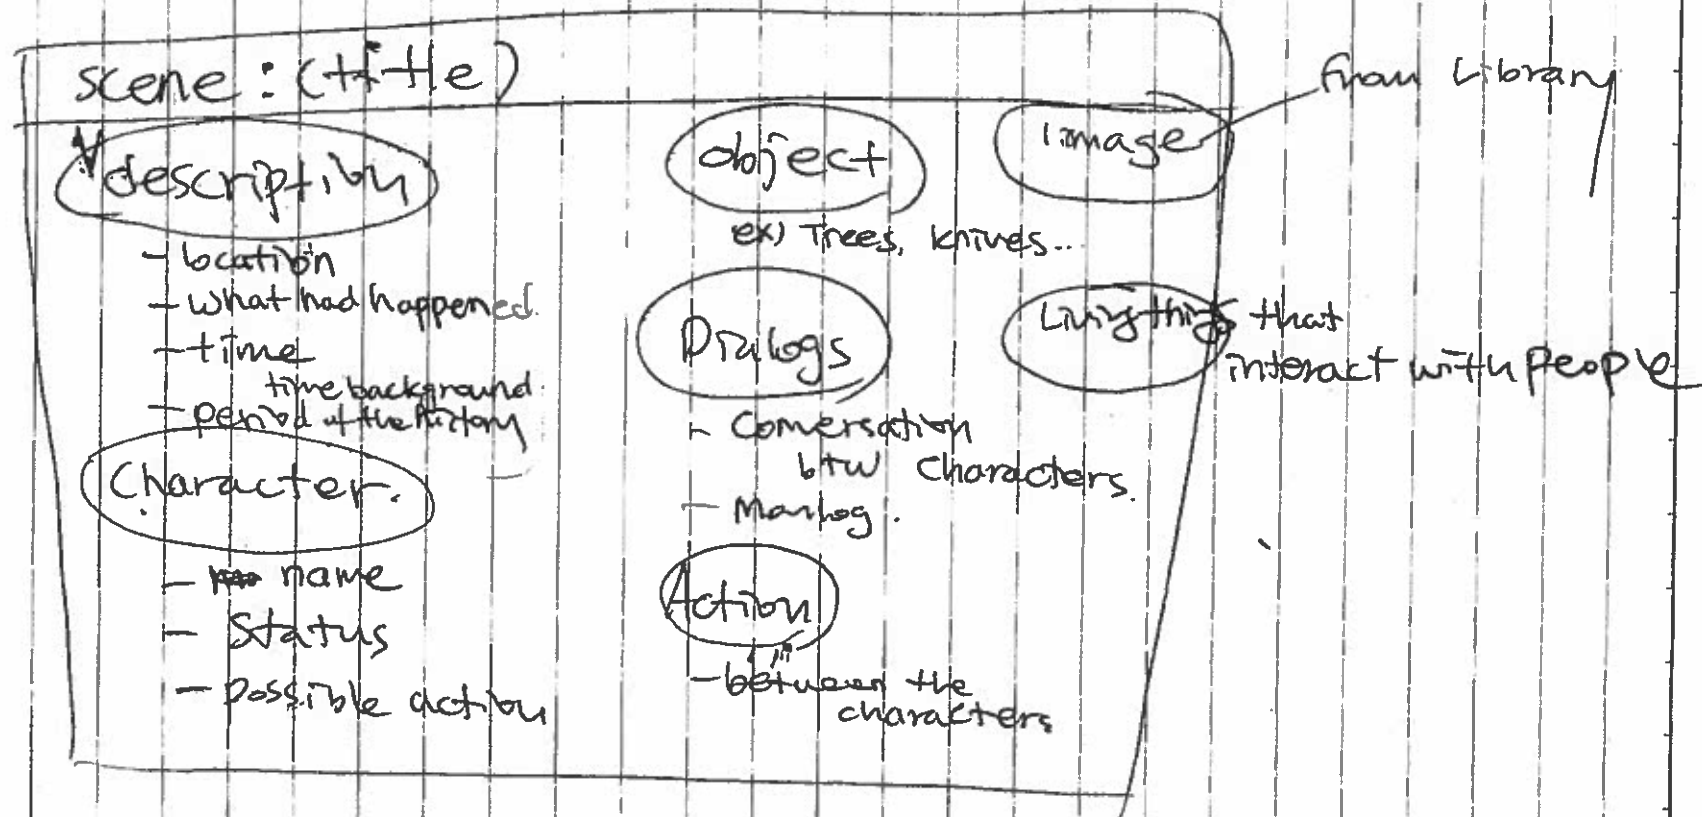 scene : (title)
from Library
description
- location
- what had happened.
- time
time background
- period of the history
Character.
- name
- Status
- possible action
object
ex) Trees, knives...
Dialogs
- Conversation
btw Characters.
- Monlog.
Action
- between the
characters
image
Living things that
interact with people